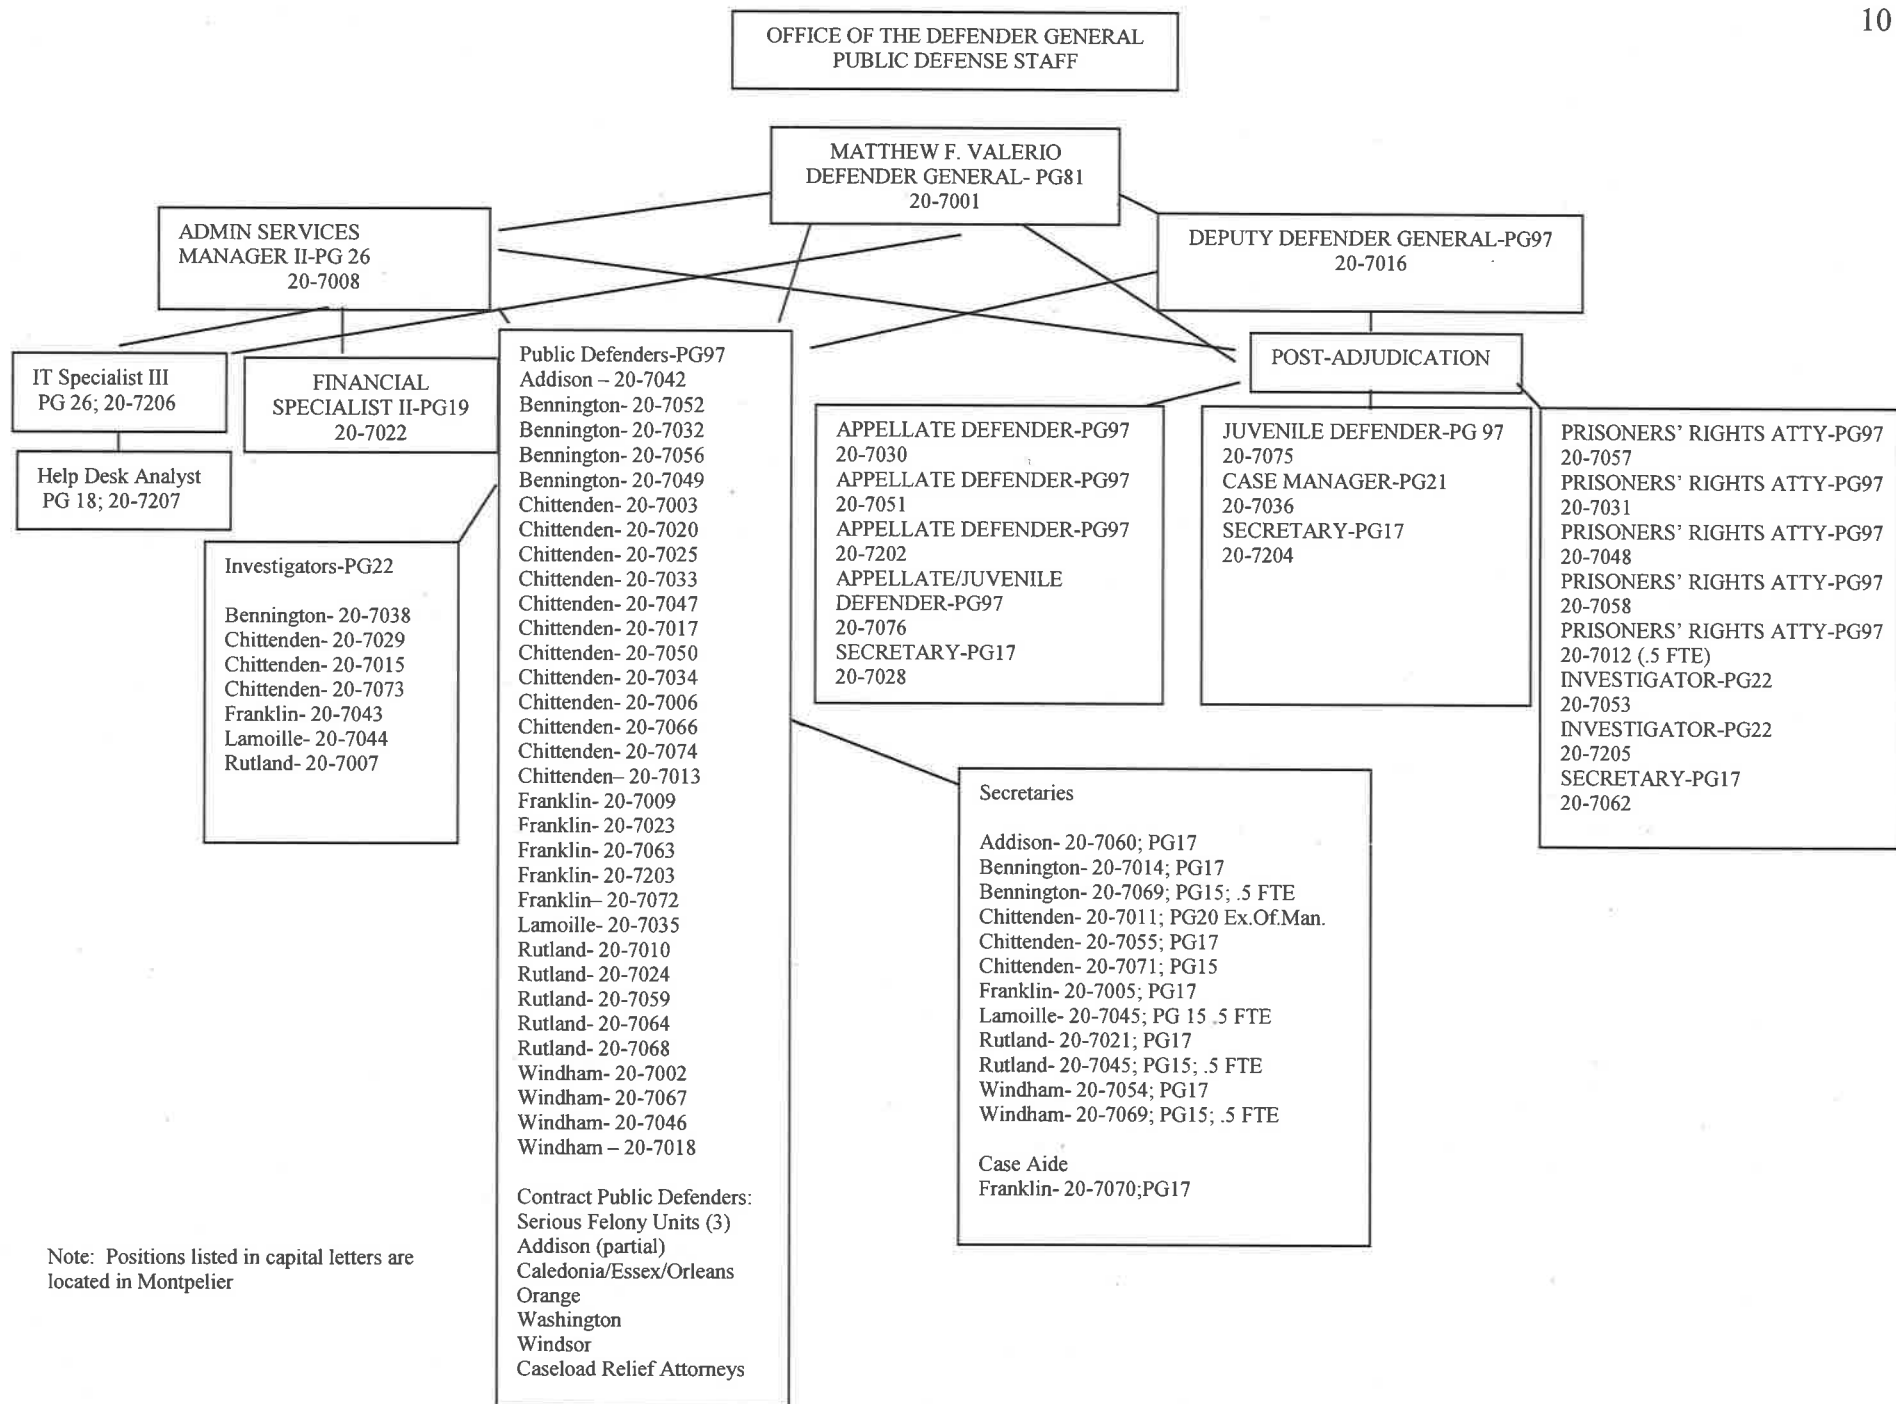 10
OFFICE OF THE DEFENDER GENERAL
PUBLIC DEFENSE STAFF
MATTHEW F. VALERIO
DEFENDER GENERAL- PG81
20-7001
ADMIN SERVICES
MANAGER II-PG 26
20-7008
DEPUTY DEFENDER GENERAL-PG97
20-7016
IT Specialist III
PG 26; 20-7206
Help Desk Analyst
PG 18; 20-7207
FINANCIAL
SPECIALIST II-PG19
20-7022
Investigators-PG22
Bennington- 20-7038
Chittenden- 20-7029
Chittenden- 20-7015
Chittenden- 20-7073
Franklin- 20-7043
Lamoille- 20-7044
Rutland- 20-7007
Public Defenders-PG97
Addison – 20-7042
Bennington- 20-7052
Bennington- 20-7032
Bennington- 20-7056
Bennington- 20-7049
Chittenden- 20-7003
Chittenden- 20-7020
Chittenden- 20-7025
Chittenden- 20-7033
Chittenden- 20-7047
Chittenden- 20-7017
Chittenden- 20-7050
Chittenden- 20-7034
Chittenden- 20-7006
Chittenden- 20-7066
Chittenden- 20-7074
Chittenden– 20-7013
Franklin- 20-7009
Franklin- 20-7023
Franklin- 20-7063
Franklin- 20-7203
Franklin– 20-7072
Lamoille- 20-7035
Rutland- 20-7010
Rutland- 20-7024
Rutland- 20-7059
Rutland- 20-7064
Rutland- 20-7068
Windham- 20-7002
Windham- 20-7067
Windham- 20-7046
Windham – 20-7018
Contract Public Defenders:
Serious Felony Units (3)
Addison (partial)
Caledonia/Essex/Orleans
Orange
Washington
Windsor
Caseload Relief Attorneys
POST-ADJUDICATION
APPELLATE DEFENDER-PG97
20-7030
APPELLATE DEFENDER-PG97
20-7051
APPELLATE DEFENDER-PG97
20-7202
APPELLATE/JUVENILE
DEFENDER-PG97
20-7076
SECRETARY-PG17
20-7028
JUVENILE DEFENDER-PG 97
20-7075
CASE MANAGER-PG21
20-7036
SECRETARY-PG17
20-7204
PRISONERS' RIGHTS ATTY-PG97
20-7057
PRISONERS' RIGHTS ATTY-PG97
20-7031
PRISONERS' RIGHTS ATTY-PG97
20-7048
PRISONERS' RIGHTS ATTY-PG97
20-7058
PRISONERS' RIGHTS ATTY-PG97
20-7012 (.5 FTE)
INVESTIGATOR-PG22
20-7053
INVESTIGATOR-PG22
20-7205
SECRETARY-PG17
20-7062
Secretaries
Addison- 20-7060; PG17
Bennington- 20-7014; PG17
Bennington- 20-7069; PG15; .5 FTE
Chittenden- 20-7011; PG20 Ex.Of.Man.
Chittenden- 20-7055; PG17
Chittenden- 20-7071; PG15
Franklin- 20-7005; PG17
Lamoille- 20-7045; PG 15 .5 FTE
Rutland- 20-7021; PG17
Rutland- 20-7045; PG15; .5 FTE
Windham- 20-7054; PG17
Windham- 20-7069; PG15; .5 FTE
Case Aide
Franklin- 20-7070;PG17
Note: Positions listed in capital letters are
located in Montpelier